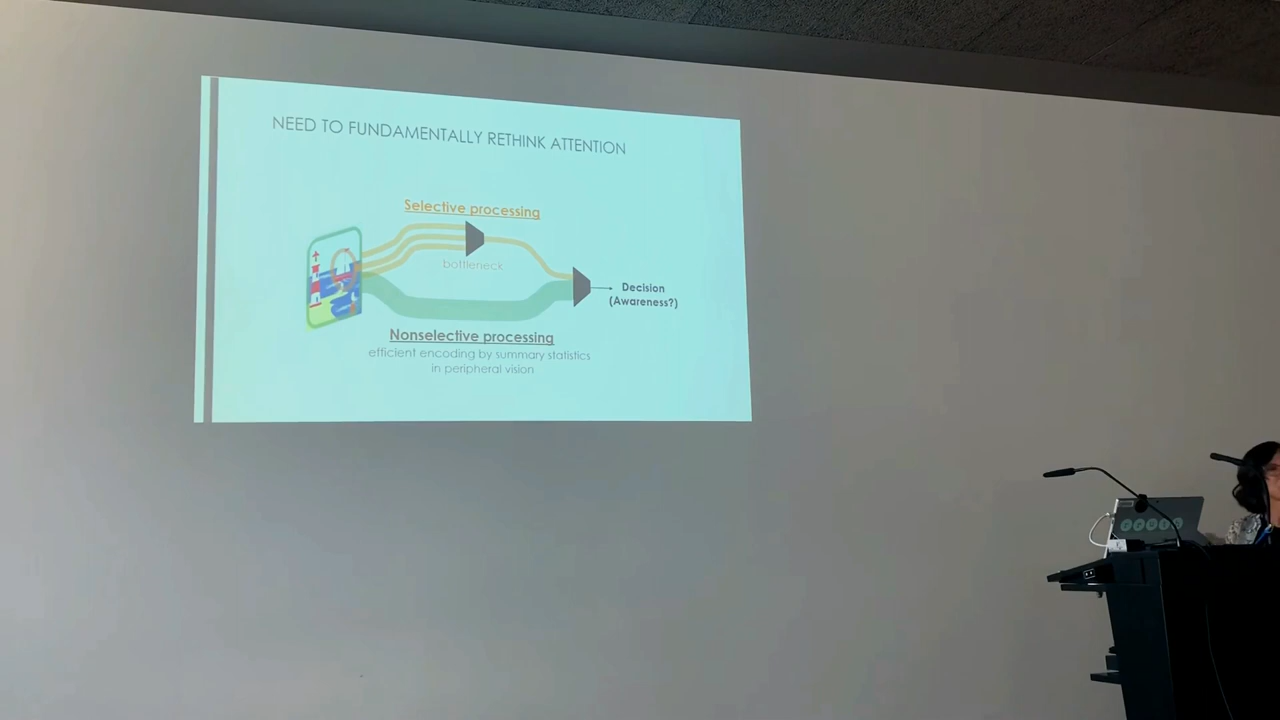 NEED TO FUNDAMENTALLY RETHINK ATTENTION
Selective processing
bottleneck
Decision
(Awareness?)
Nonselective processing
efficient encoding by summary statistics
in peripheral vision